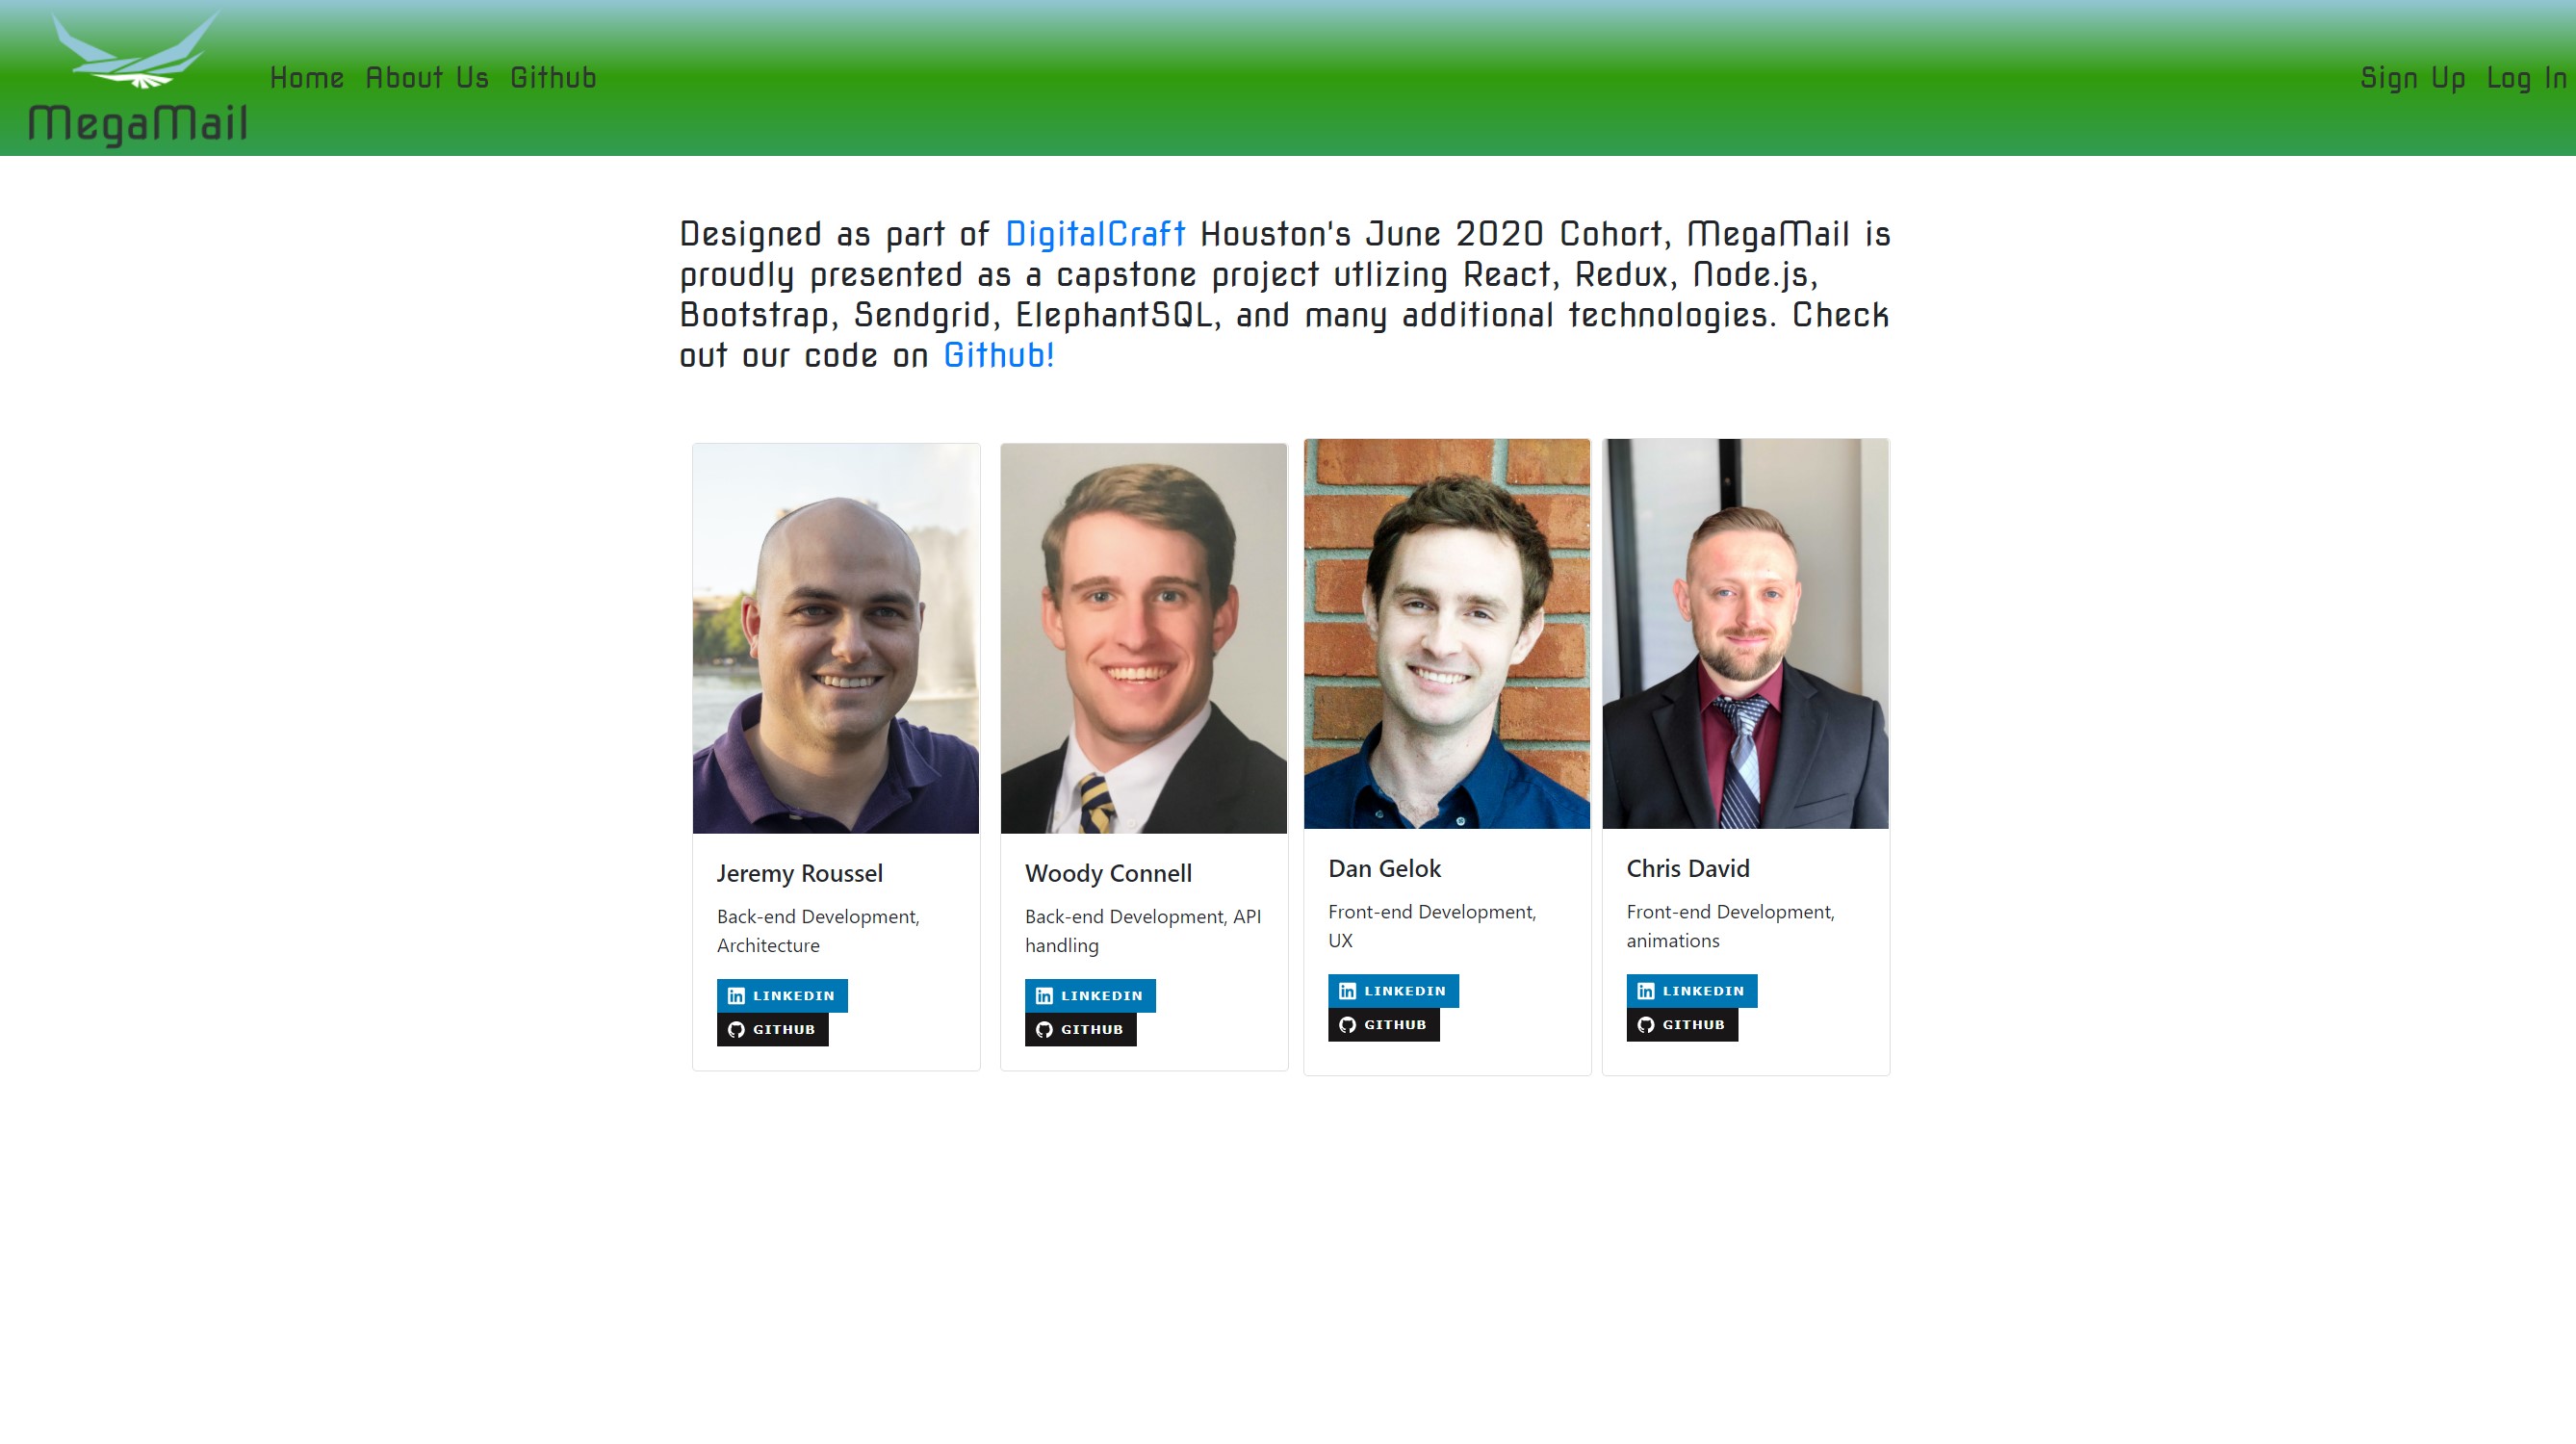 MegaMail
Home About Us Github
Sign Up Log In
Designed as part of DigitalCraft Houston's June 2020 Cohort, MegaMail is
proudly presented as a capstone project utlizing React, Redux, Node.js,
Bootstrap, Sendgrid, ElephantSQL, and many additional technologies. Check
out our code on Github!
Jeremy Roussel
Back-end Development,
Architecture
in LINKEDIN
GITHUB
Woody Connell
Back-end Development, API
handling
in LINKEDIN
GITHUB
Dan Gelok
Front-end Development,
UX
in LINKEDIN
GITHUB
Chris David
Front-end Development,
animations
in LINKEDIN
GITHUB